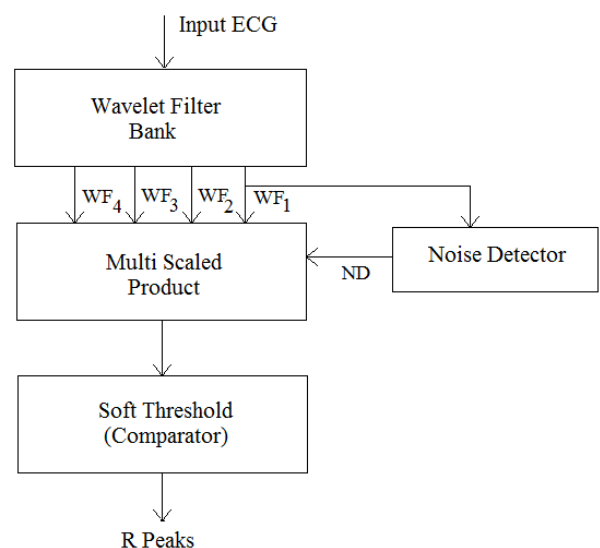 Input ECG
Wavelet Filter
Bank
WF4 WF3 WF2 WF1
Multi Scaled
Product
ND
Noise Detector
Soft Threshold
(Comparator)
R Peaks